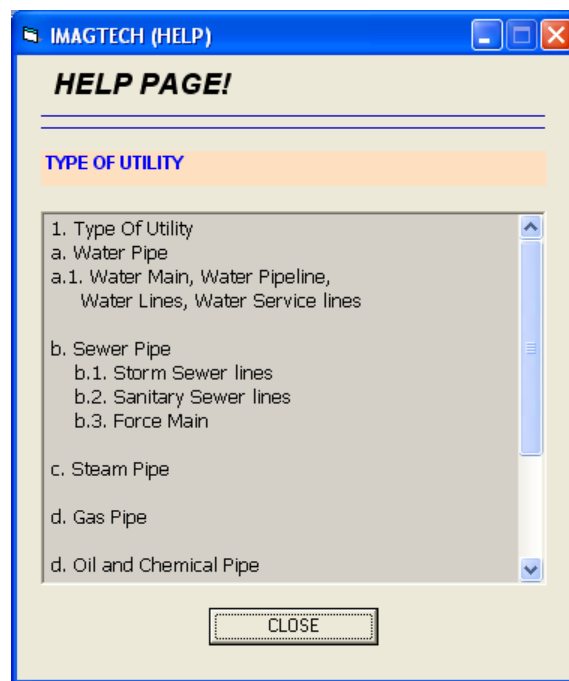 IMAGTECH (HELP)
HELP PAGE!
TYPE OF UTILITY
1. Type Of Utility
a. Water Pipe
a.1. Water Main, Water Pipeline,
Water Lines, Water Service lines
b. Sewer Pipe
b.1. Storm Sewer lines
b.2. Sanitary Sewer lines
b.3. Force Main
c. Steam Pipe
d. Gas Pipe
d. Oil and Chemical Pipe
CLOSE